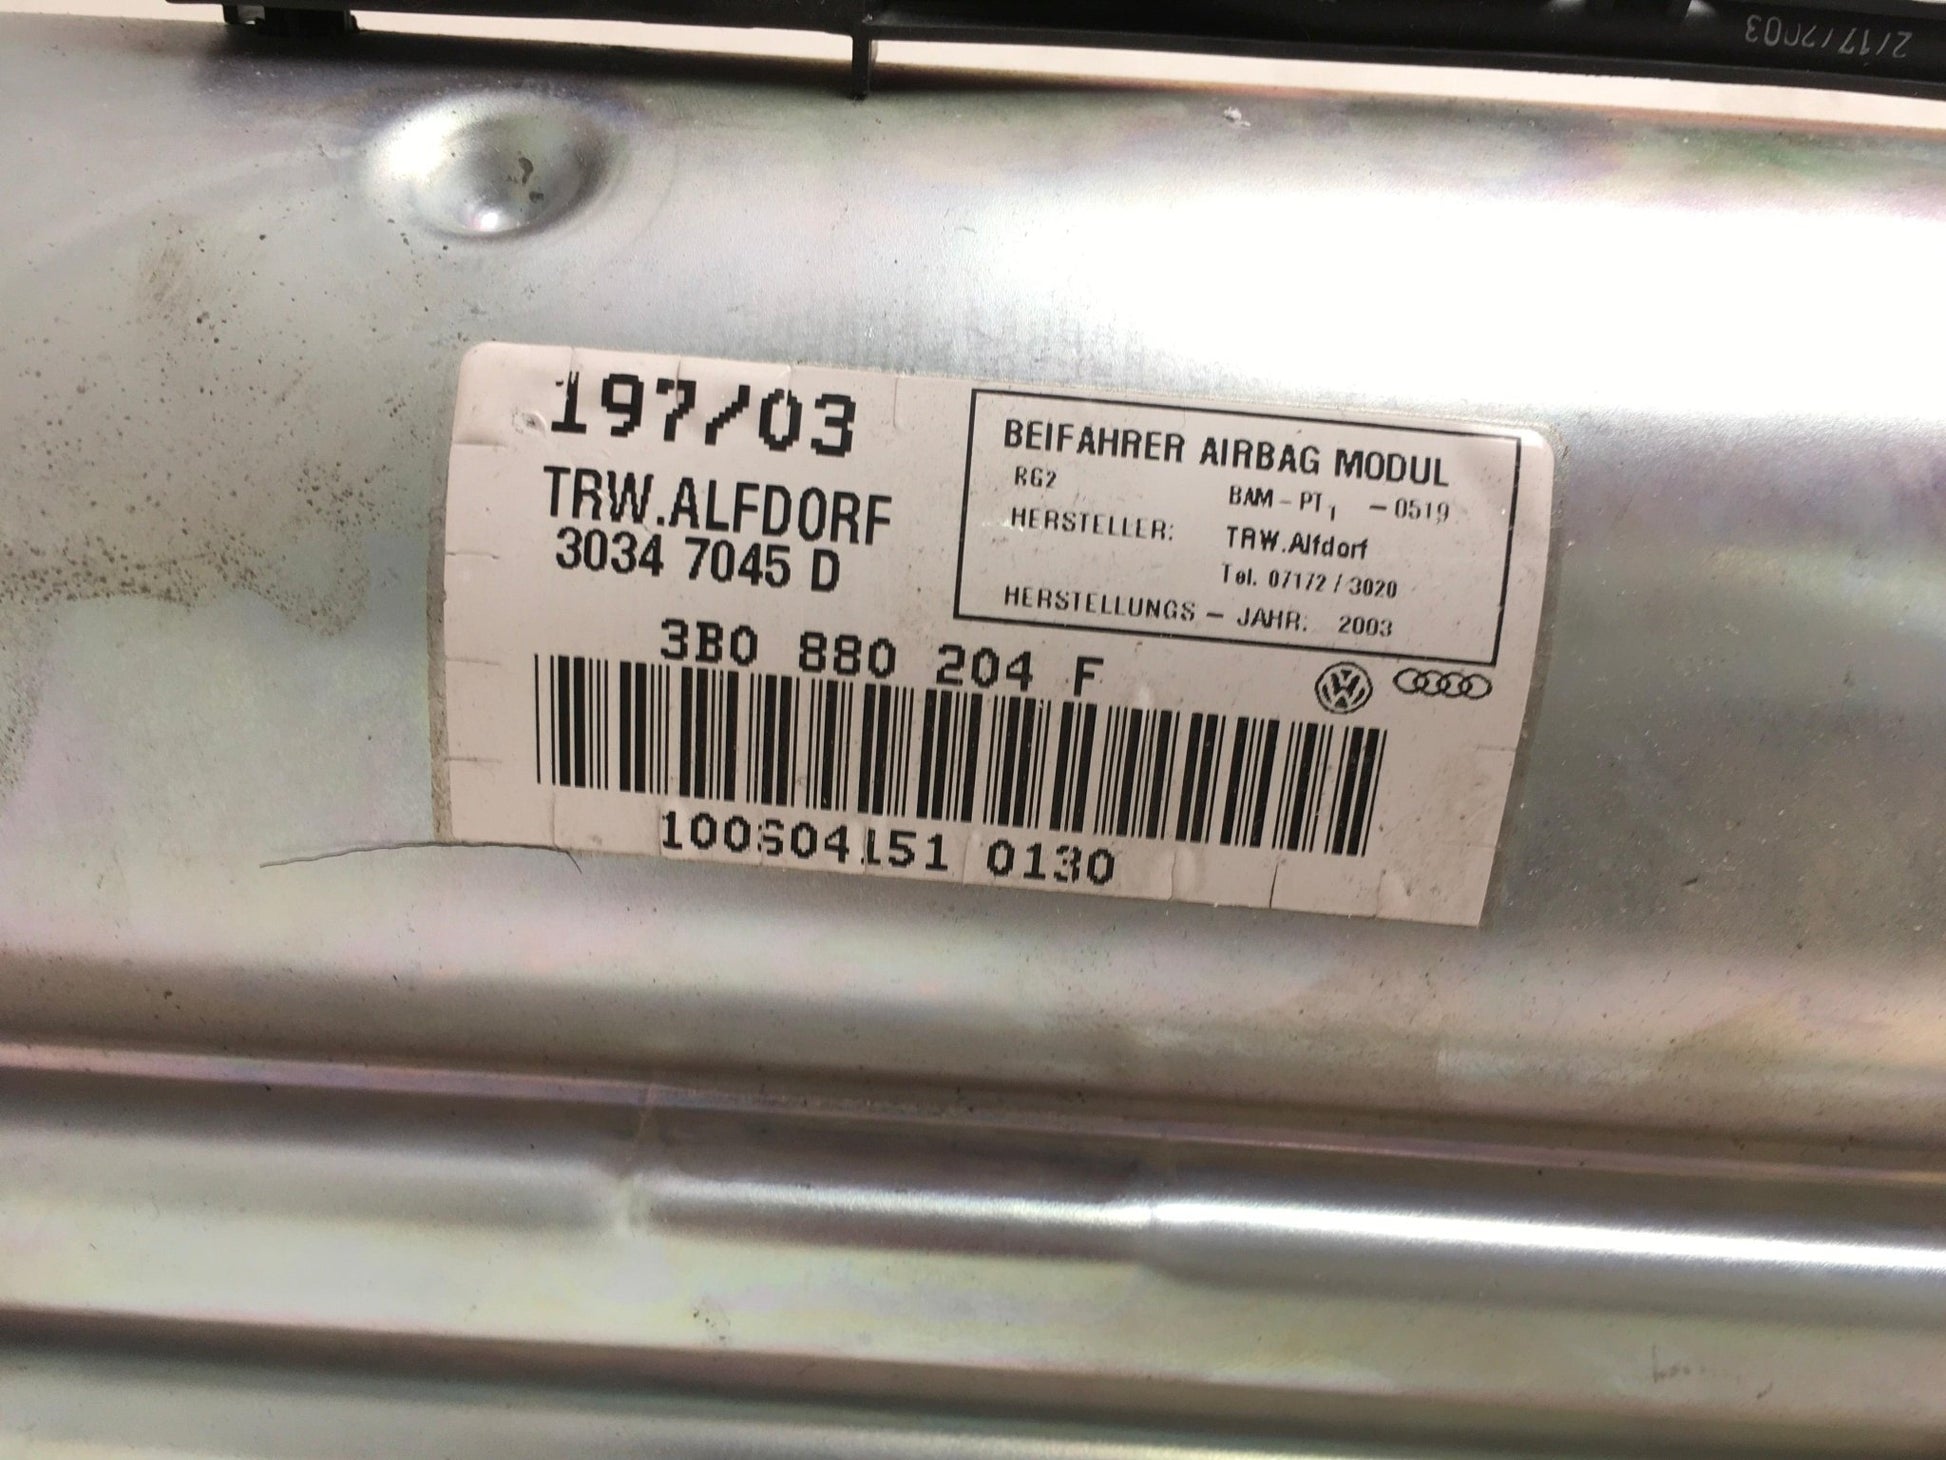 2/17/2003
197/03
TRW.ALFDORF
3034 7045 D
BEIFAHRER AIRBAG MODUL
RG2 BAM - PT1 - 0519
HERSTELLER: TRW.Alfdorf
Tel. 07172 / 3020
HERSTELLUNGS - JAHR: 2003
3B0 880 204 F
0130